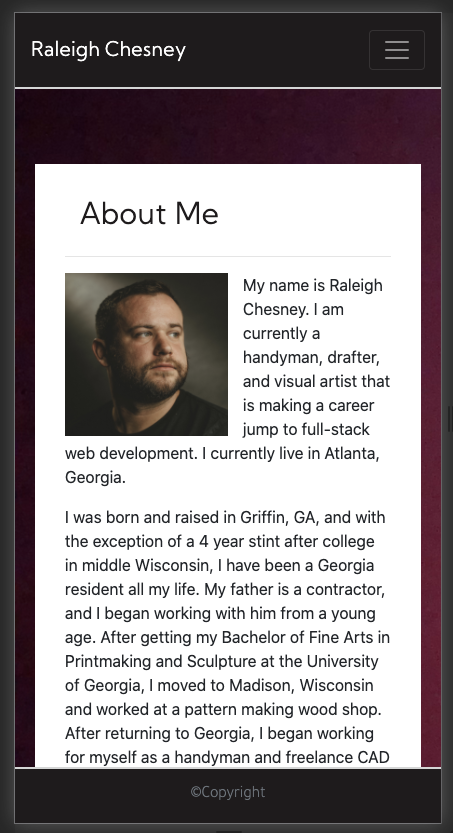 Raleigh Chesney
About Me
My name is Raleigh
Chesney. I am
currently a
handyman, drafter,
and visual artist that
is making a career
jump to full-stack
web development. I currently live in Atlanta,
Georgia.
I was born and raised in Griffin, GA, and with
the exception of a 4 year stint after college
in middle Wisconsin, I have been a Georgia
resident all my life. My father is a contractor,
and I began working with him from a young
age. After getting my Bachelor of Fine Arts in
Printmaking and Sculpture at the University
of Georgia, I moved to Madison, Wisconsin
and worked at a pattern making wood shop.
After returning to Georgia, I began working
for myself as a handyman and freelance CAD
©Copyright